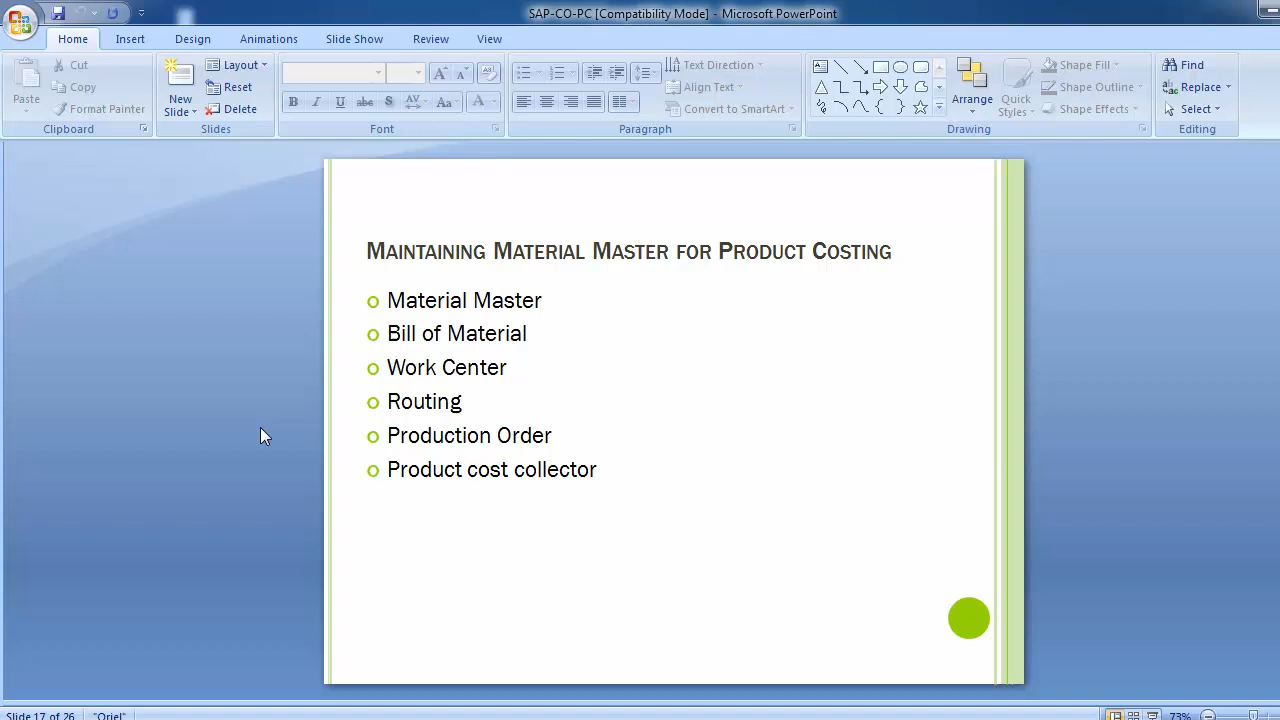 SAP-CO-PC [Compatibility Mode] - Microsoft PowerPoint
Home Insert Design Animations Slide Show Review View
Paste Cut Copy Format Painter
Clipboard
New Slide Layout Reset Delete
Slides
B I U abc S AV Aa A
Font
Text Direction
Align Text
Convert to SmartArt
Paragraph
Arrange Quick Styles Shape Fill Shape Outline Shape Effects
Drawing
Find
Replace
Select
Editing
MAINTAINING MATERIAL MASTER FOR PRODUCT COSTING
Material Master
Bill of Material
Work Center
Routing
Production Order
Product cost collector
Slide 17 of 26 "Oriel" 73%